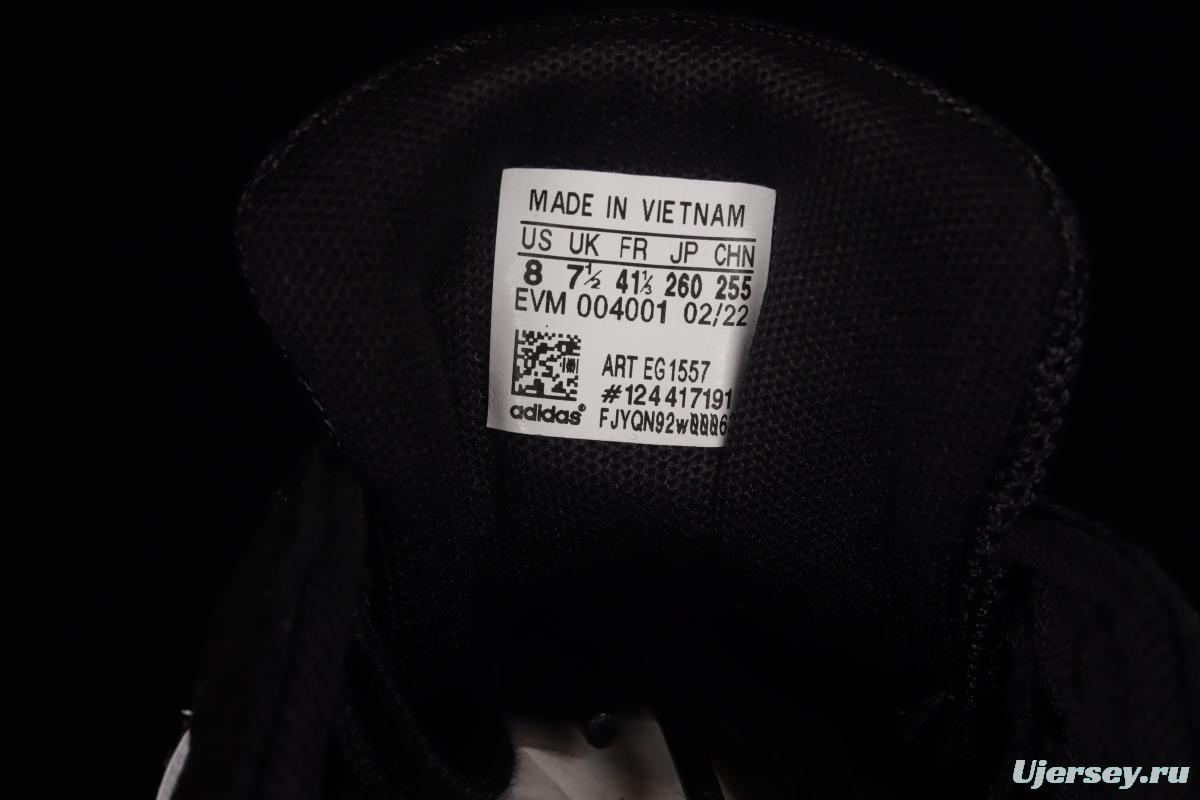 MADE IN VIETNAM
US UK FR JP CHN
8 7½ 41⅓ 260 255
EVM 004001 02/22
ART EG1557
#124417191
adidas®
Ujersey.ru